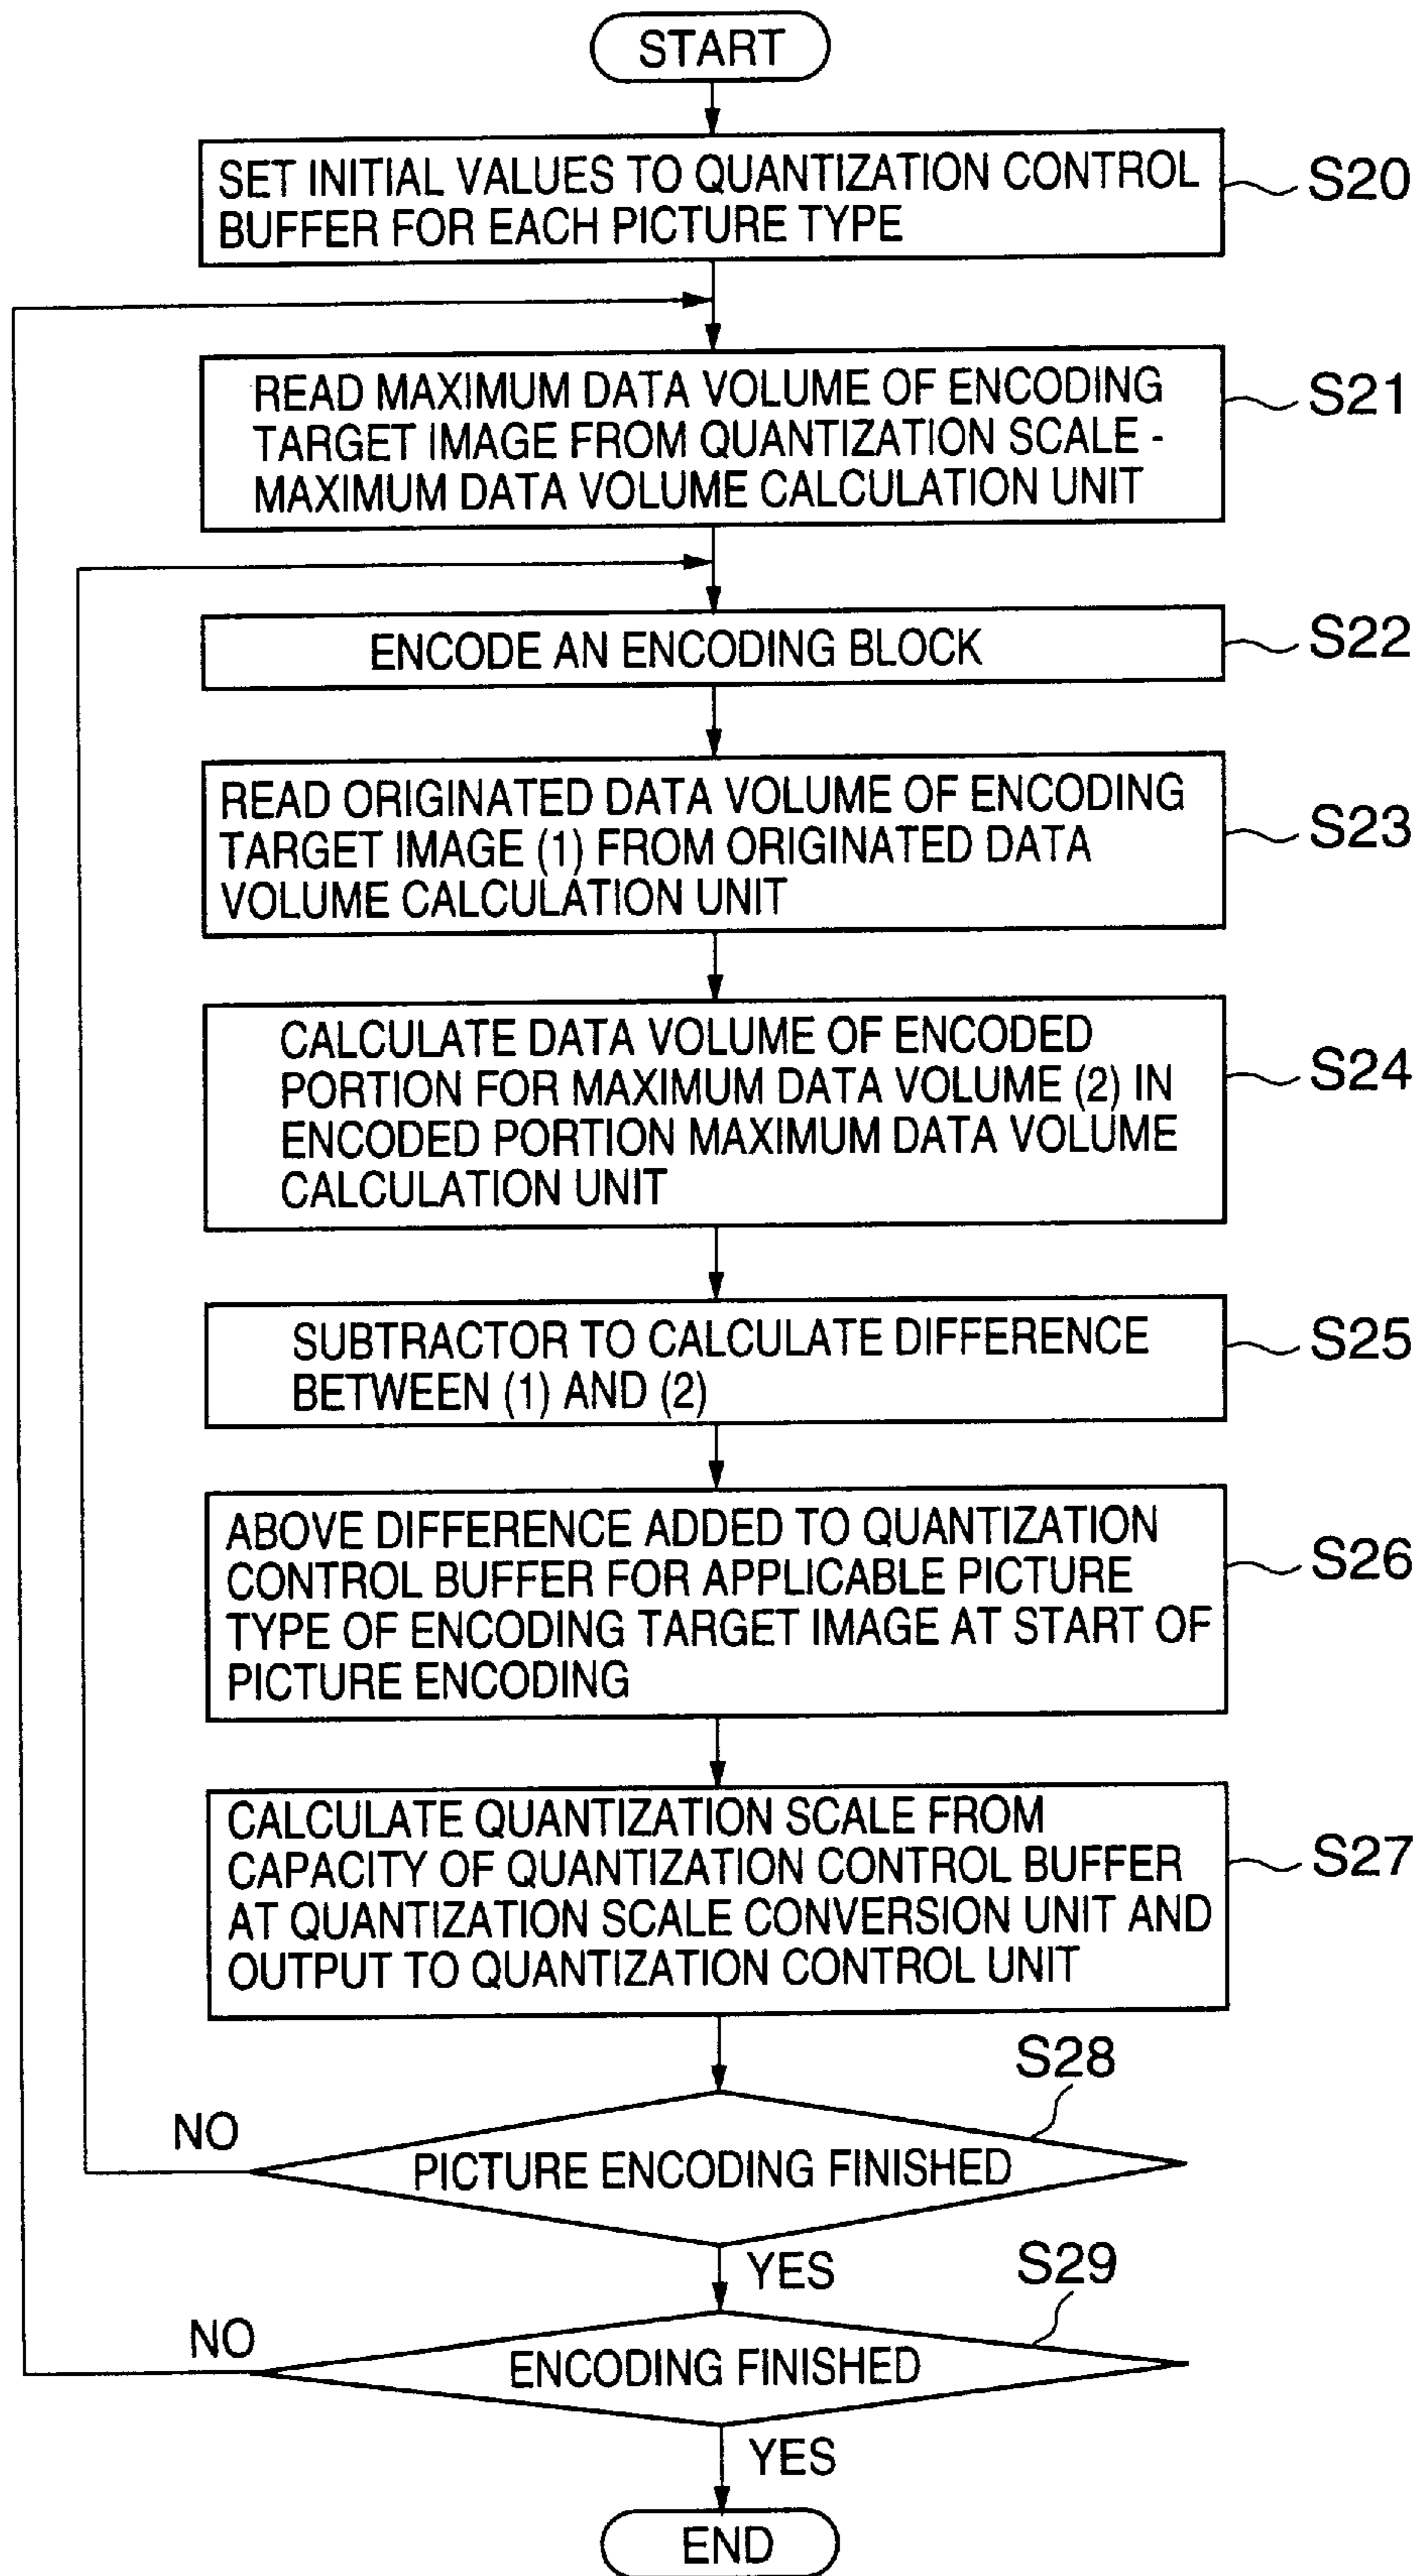 START
SET INITIAL VALUES TO QUANTIZATION CONTROL
BUFFER FOR EACH PICTURE TYPE
S20
READ MAXIMUM DATA VOLUME OF ENCODING
TARGET IMAGE FROM QUANTIZATION SCALE -
MAXIMUM DATA VOLUME CALCULATION UNIT
S21
ENCODE AN ENCODING BLOCK
S22
READ ORIGINATED DATA VOLUME OF ENCODING
TARGET IMAGE (1) FROM ORIGINATED DATA
VOLUME CALCULATION UNIT
S23
CALCULATE DATA VOLUME OF ENCODED
PORTION FOR MAXIMUM DATA VOLUME (2) IN
ENCODED PORTION MAXIMUM DATA VOLUME
CALCULATION UNIT
S24
SUBTRACTOR TO CALCULATE DIFFERENCE
BETWEEN (1) AND (2)
S25
ABOVE DIFFERENCE ADDED TO QUANTIZATION
CONTROL BUFFER FOR APPLICABLE PICTURE
TYPE OF ENCODING TARGET IMAGE AT START OF
PICTURE ENCODING
S26
CALCULATE QUANTIZATION SCALE FROM
CAPACITY OF QUANTIZATION CONTROL BUFFER
AT QUANTIZATION SCALE CONVERSION UNIT AND
OUTPUT TO QUANTIZATION CONTROL UNIT
S27
S28
NO
PICTURE ENCODING FINISHED
YES
S29
NO
ENCODING FINISHED
YES
END